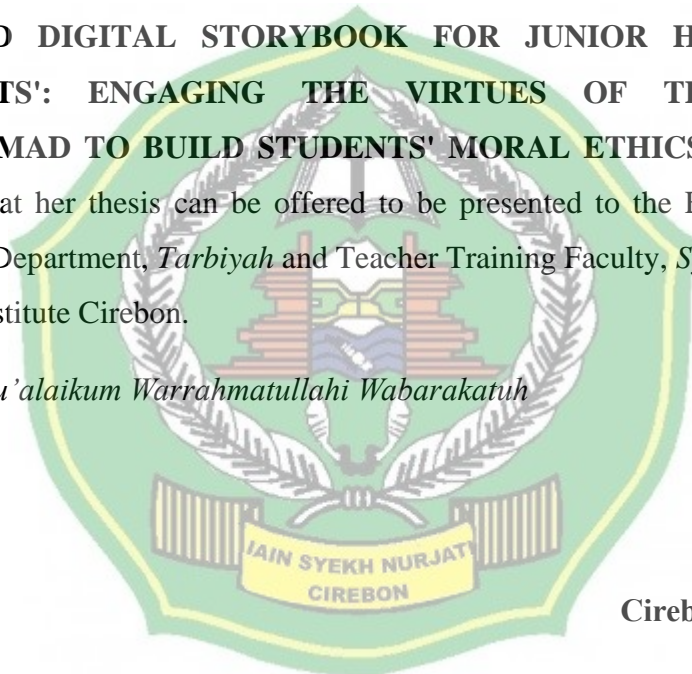 D DIGITAL STORYBOOK FOR JUNIOR H
TS': ENGAGING THE VIRTUES OF T
MAD TO BUILD STUDENTS' MORAL ETHICS
at her thesis can be offered to be presented to the
Department, Tarbiyah and Teacher Training Faculty, S
stitute Cirebon.
u’alaikum Warrahmatullahi Wabarakatuh
IAIN SYEKH NURJATI
CIREBON
Cireb